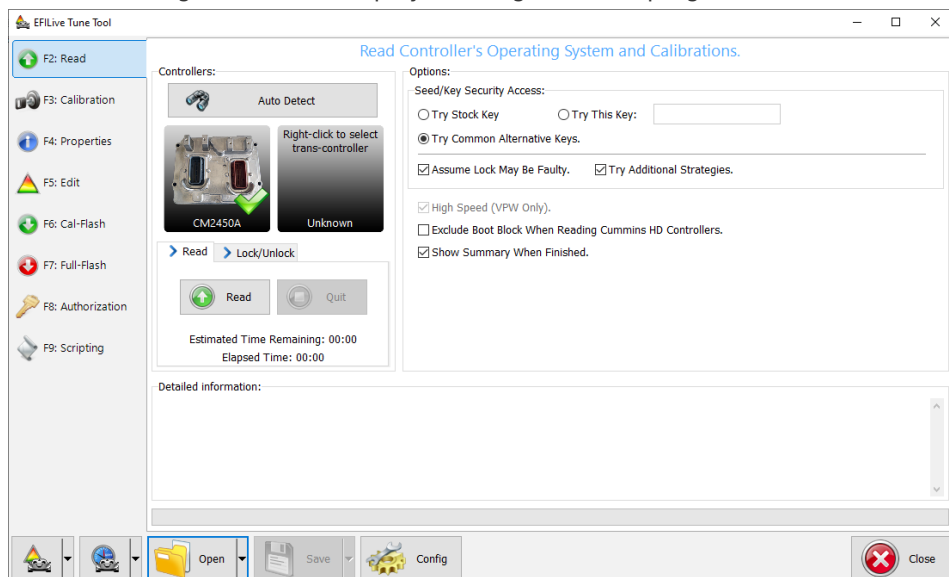 EFILive Tune Tool
F2: Read
F3: Calibration
F4: Properties
F5: Edit
F6: Cal-Flash
F7: Full-Flash
F8: Authorization
F9: Scripting
Read Controller's Operating System and Calibrations.
Controllers:
Auto Detect
CM2450A
Right-click to select
trans-controller
Unknown
Read
Lock/Unlock
Read
Quit
Estimated Time Remaining: 00:00
Elapsed Time: 00:00
Options:
Seed/Key Security Access:
Try Stock Key
Try This Key:
Try Common Alternative Keys.
Assume Lock May Be Faulty.
Try Additional Strategies.
High Speed (VPW Only).
Exclude Boot Block When Reading Cummins HD Controllers.
Show Summary When Finished.
Detailed information:
Open
Save
Config
Close